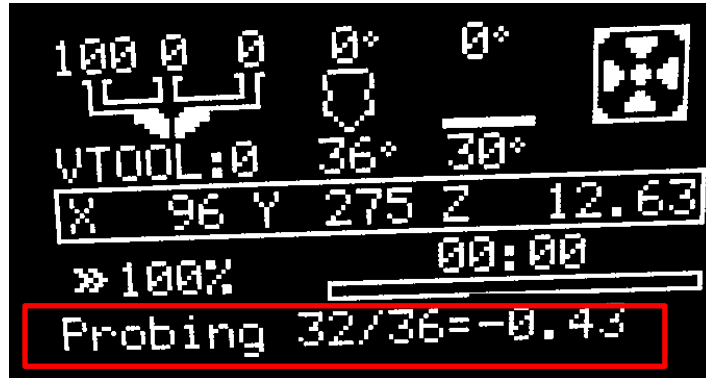 100 0 0 0° 0°
VTOOL:0 36° 30°
X 96 Y 275 Z 12.63
00:00
»100%
Probing 32/36=-0.43